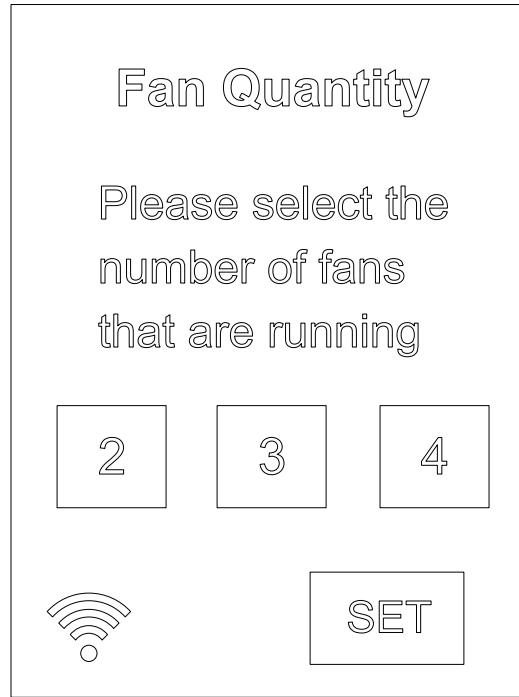 Fan Quantity
Please select the
number of fans
that are running
2 3 4
SET